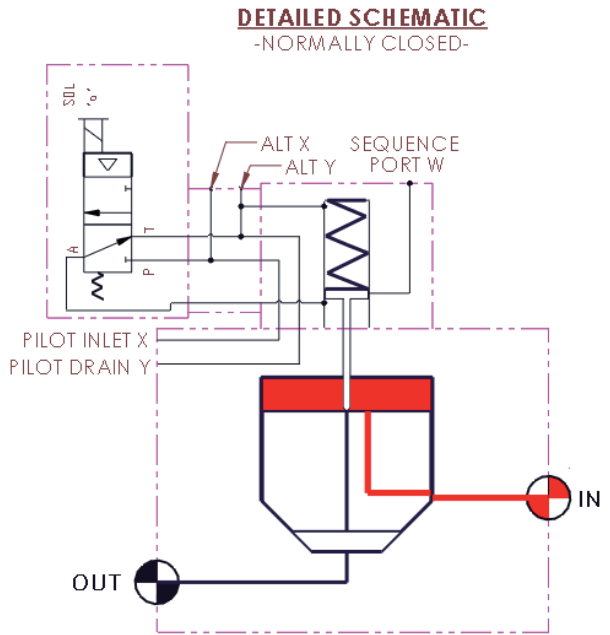 DETAILED SCHEMATIC
-NORMALLY CLOSED-
SOL
'a'
ALT X
SEQUENCE
PORT W
ALT Y
A
T
P
PILOT INLET X
PILOT DRAIN Y
IN
OUT